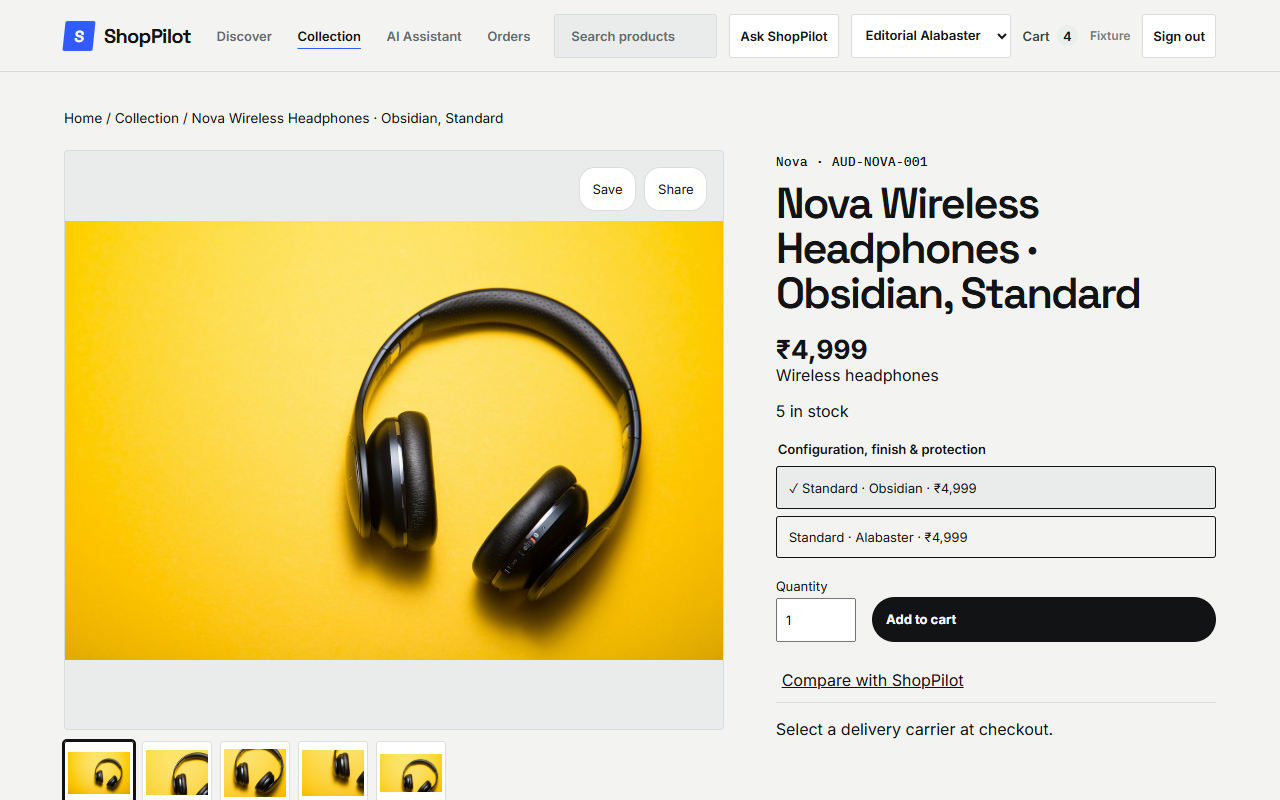 S ShopPilot Discover Collection AI Assistant Orders Search products Ask ShopPilot Editorial Alabaster Cart 4 Fixture Sign out
Home / Collection / Nova Wireless Headphones · Obsidian, Standard
Save Share
Nova · AUD-NOVA-001
Nova Wireless
Headphones ·
Obsidian, Standard
₹4,999
Wireless headphones
5 in stock
Configuration, finish & protection
✓ Standard · Obsidian · ₹4,999
Standard · Alabaster · ₹4,999
Quantity
1 Add to cart
Compare with ShopPilot
Select a delivery carrier at checkout.